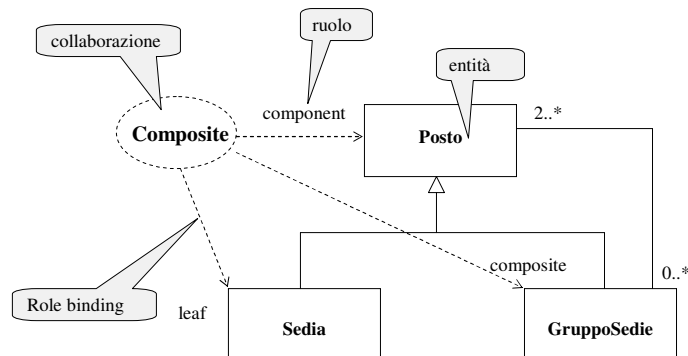 collaborazione
ruolo
entità
component
2..*
Composite
Posto
composite
0..*
Role binding
leaf
Sedia
GruppoSedie